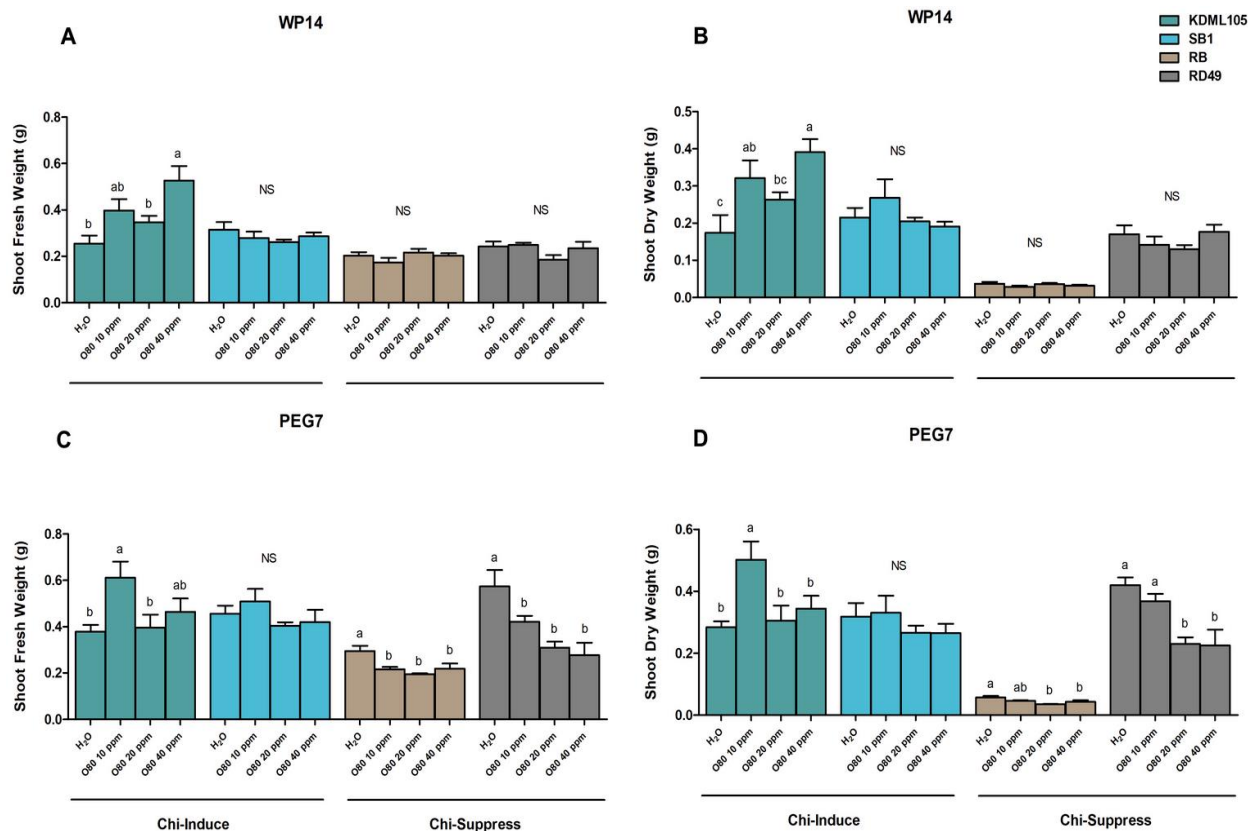 A
WP14
Shoot Fresh Weight (g)
0.8
0.6
0.4
0.2
0.0
b
ab
b
a
NS
NS
NS
H₂O
O80 10 ppm
O80 20 ppm
O80 40 ppm
H₂O
O80 10 ppm
O80 20 ppm
O80 40 ppm
H₂O
O80 10 ppm
O80 20 ppm
O80 40 ppm
H₂O
O80 10 ppm
O80 20 ppm
O80 40 ppm
B
WP14
KDML105
SB1
RB
RD49
Shoot Dry Weight (g)
0.5
0.4
0.3
0.2
0.1
0.0
c
ab
bc
a
NS
NS
NS
H₂O
O80 10 ppm
O80 20 ppm
O80 40 ppm
H₂O
O80 10 ppm
O80 20 ppm
O80 40 ppm
H₂O
O80 10 ppm
O80 20 ppm
O80 40 ppm
H₂O
O80 10 ppm
O80 20 ppm
O80 40 ppm
C
PEG7
Shoot Fresh Weight (g)
0.8
0.6
0.4
0.2
0.0
b
a
b
ab
NS
a
b
b
b
a
b
b
b
H₂O
O80 10 ppm
O80 20 ppm
O80 40 ppm
H₂O
O80 10 ppm
O80 20 ppm
O80 40 ppm
H₂O
O80 10 ppm
O80 20 ppm
O80 40 ppm
H₂O
O80 10 ppm
O80 20 ppm
O80 40 ppm
Chi-Induce
Chi-Suppress
D
PEG7
Shoot Dry Weight (g)
0.6
0.4
0.2
0.0
b
a
b
b
NS
a
ab
b
b
a
a
b
b
H₂O
O80 10 ppm
O80 20 ppm
O80 40 ppm
H₂O
O80 10 ppm
O80 20 ppm
O80 40 ppm
H₂O
O80 10 ppm
O80 20 ppm
O80 40 ppm
H₂O
O80 10 ppm
O80 20 ppm
O80 40 ppm
Chi-Induce
Chi-Suppress